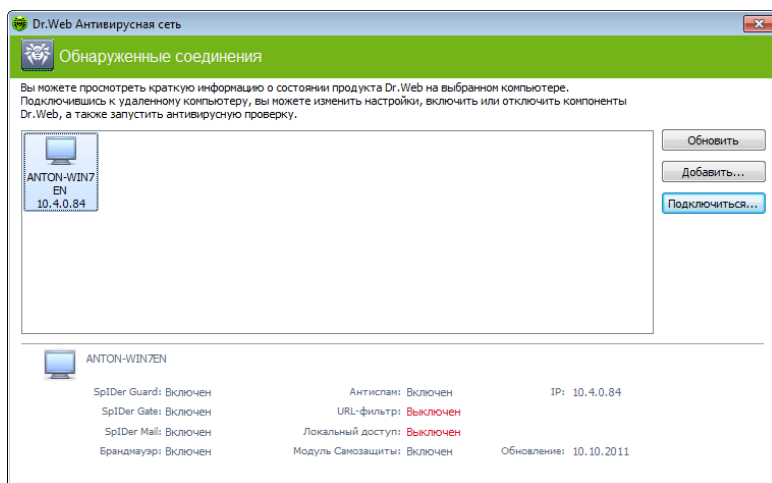 Dr.Web Антивирусная сеть
Обнаруженные соединения
Вы можете просмотреть краткую информацию о состоянии продукта Dr.Web на выбранном компьютере.
Подключившись к удаленному компьютеру, вы можете изменить настройки, включить или отключить компоненты
Dr.Web, а также запустить антивирусную проверку.
ANTON-WIN7
EN
10.4.0.84
Обновить
Добавить...
Подключиться...
ANTON-WIN7EN
SpIDer Guard: Включен Антиспам: Включен IP: 10.4.0.84
SpIDer Gate: Включен URL-фильтр: Выключен
SpIDer Mail: Включен Локальный доступ: Выключен
Брандмауэр: Включен Модуль Самозащиты: Включен Обновление: 10.10.2011